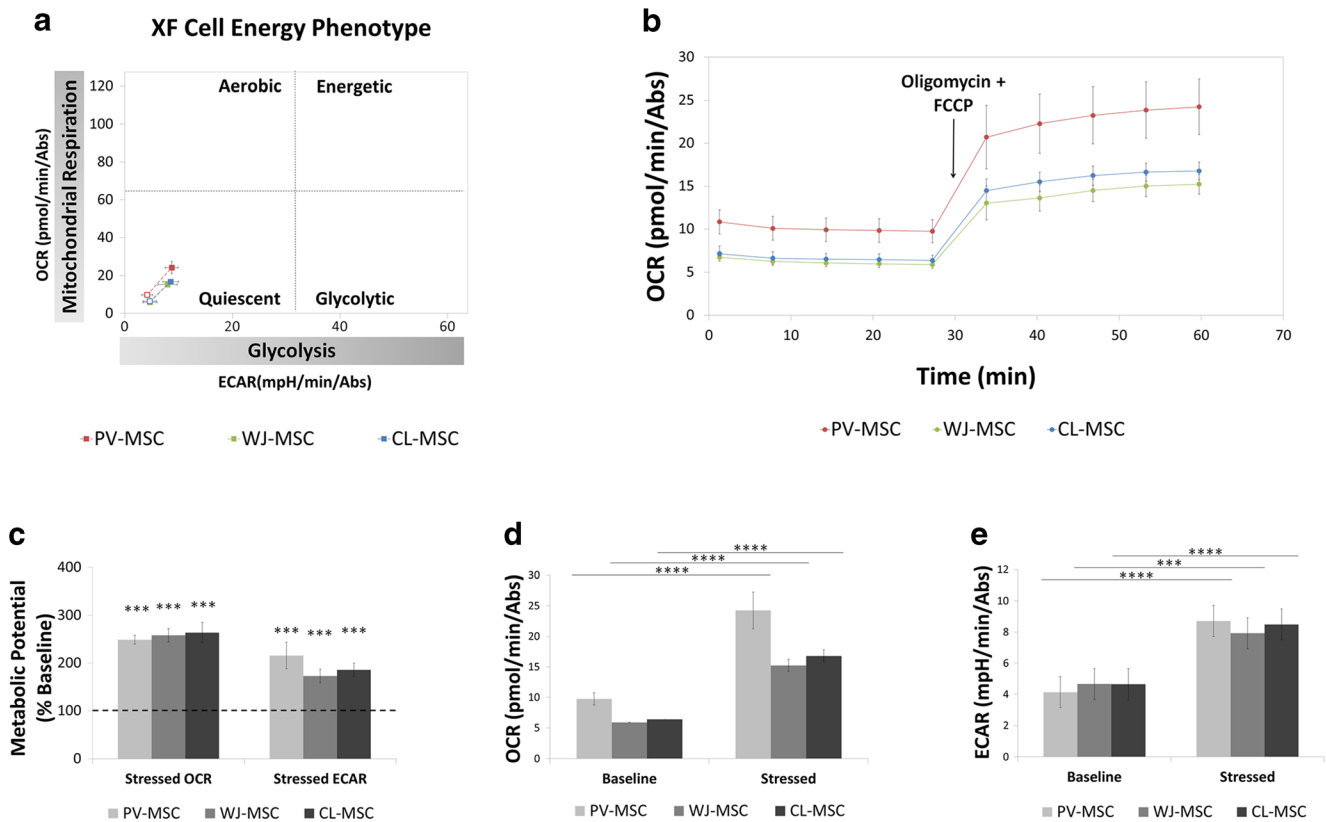 a
XF Cell Energy Phenotype
OCR (pmol/min/Abs)
Mitochondrial Respiration
120
100
80
60
40
20
0
Aerobic
Energetic
Quiescent
Glycolytic
0 20 40 60
Glycolysis
ECAR(mpH/min/Abs)
PV-MSC WJ-MSC CL-MSC
b
OCR (pmol/min/Abs)
30
25
20
15
10
5
0
Oligomycin +
FCCP
0 10 20 30 40 50 60 70
Time (min)
PV-MSC WJ-MSC CL-MSC
c
Metabolic Potential
(% Baseline)
400
300
200
100
0
*** *** ***
*** *** ***
Stressed OCR Stressed ECAR
PV-MSC WJ-MSC CL-MSC
d
OCR (pmol/min/Abs)
30
25
20
15
10
5
0
****
****
****
Baseline Stressed
PV-MSC WJ-MSC CL-MSC
e
ECAR (mpH/min/Abs)
12
10
8
6
4
2
0
****
***
****
Baseline Stressed
PV-MSC WJ-MSC CL-MSC